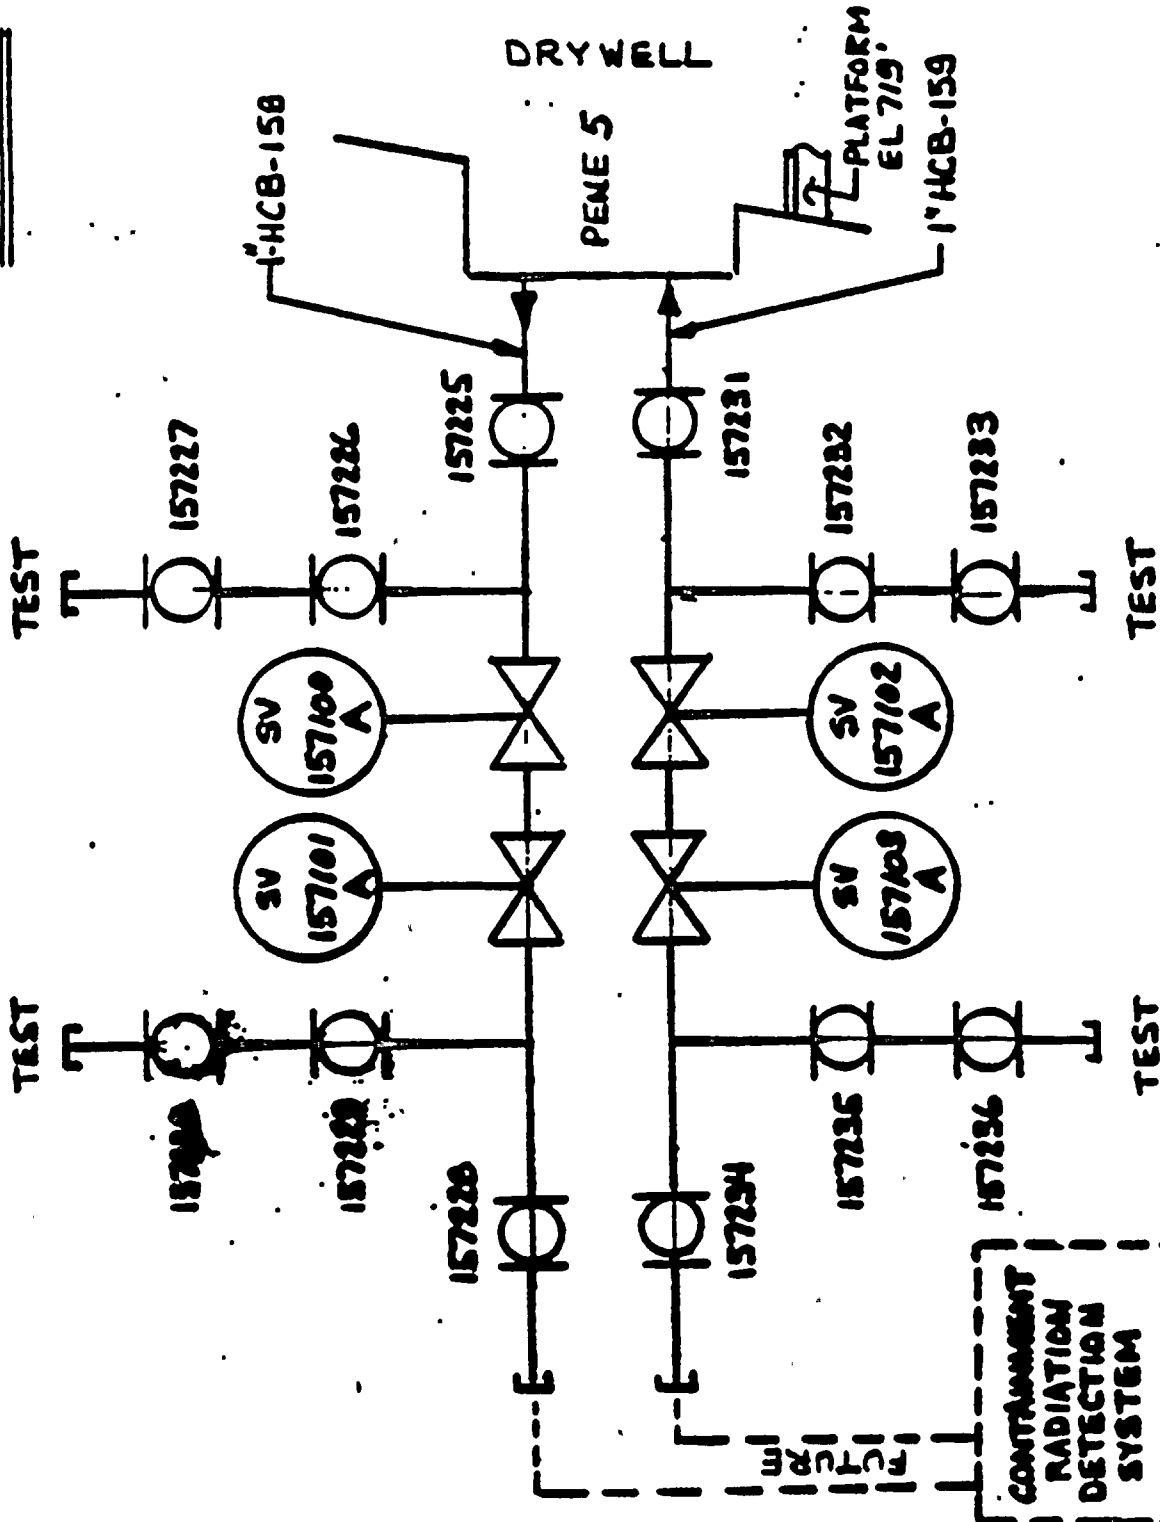 DRYWELL
PENE 5
1"-HCB-158
PLATFORM
EL 719'
1"HCB-159
TEST
157227
157226
157225
157231
157232
157233
TEST
SV
157100
A
SV
157102
A
SV
157101
A
SV
157103
A
TEST
157229
157228
157234
157235
157236
TEST
FUTURE
CONTAINMENT
RADIATION
DETECTION
SYSTEM